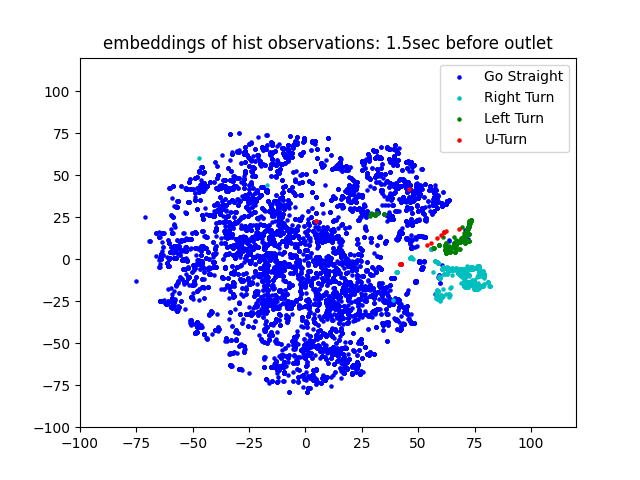 embeddings of hist observations: 1.5sec before outlet
Go Straight
Right Turn
Left Turn
U-Turn
100
75
50
25
0
−25
−50
−75
−100
−100 −75 −50 −25 0 25 50 75 100